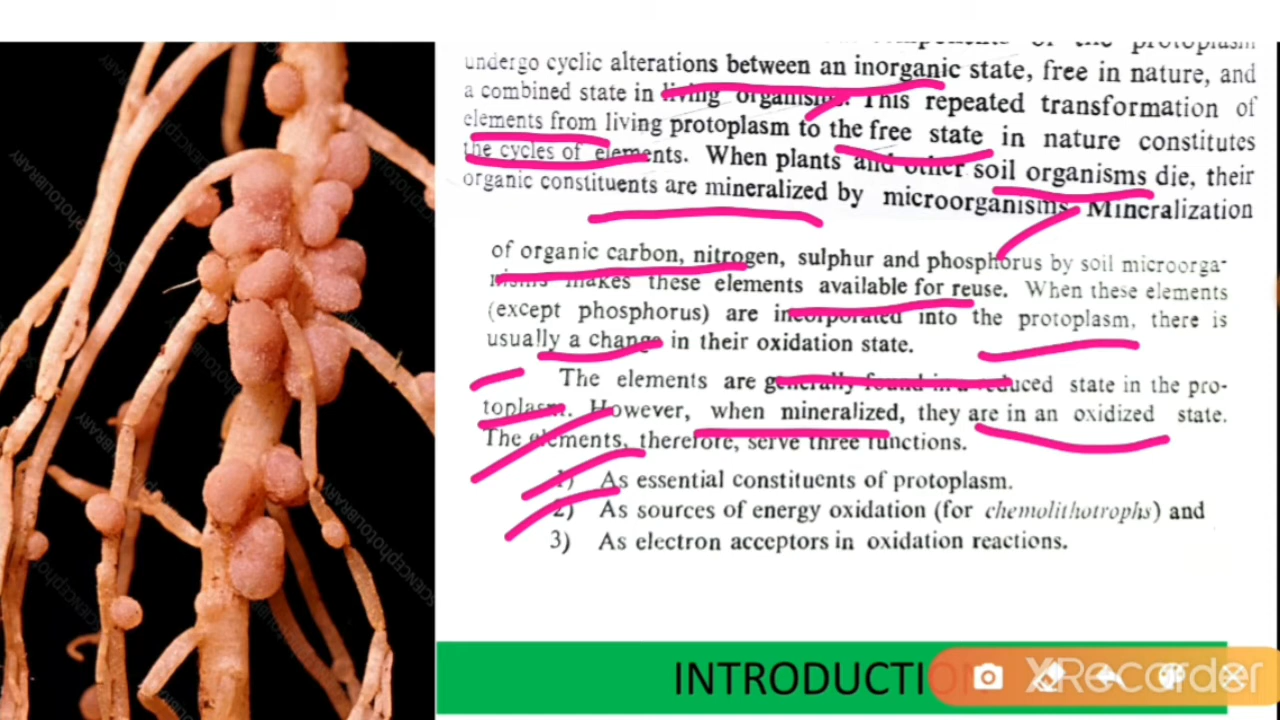 components of the protoplasm
undergo cyclic alterations between an inorganic state, free in nature, and
a combined state in living organisms. This repeated transformation of
elements from living protoplasm to the free state in nature constitutes
the cycles of elements. When plants and other soil organisms die, their
organic constituents are mineralized by microorganisms. Mineralization
of organic carbon, nitrogen, sulphur and phosphorus by soil microorga-
nisms makes these elements available for reuse. When these elements
(except phosphorus) are incorporated into the protoplasm, there is
usually a change in their oxidation state.
The elements are generally found in a reduced state in the pro-
toplasm. However, when mineralized, they are in an oxidized state.
The elements, therefore, serve three functions.
1) As essential constituents of protoplasm.
2) As sources of energy oxidation (for chemolithotrophs) and
3) As electron acceptors in oxidation reactions.
INTRODUCTIO
XRecorder
SCIENCEphotoLIBRARY